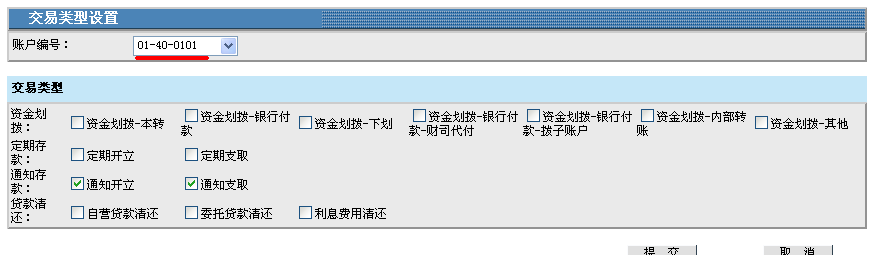 交易类型设置
账户编号： 01-40-0101
交易类型
资金划拨： 资金划拨-本转 资金划拨-银行付款 资金划拨-下划 资金划拨-银行付款-财司代付 资金划拨-银行付款-拨子账户 资金划拨-内部转账 资金划拨-其他
定期存款： 定期开立 定期支取
通知存款： 通知开立 通知支取
贷款清还： 自营贷款清还 委托贷款清还 利息费用清还
提 交 取 消